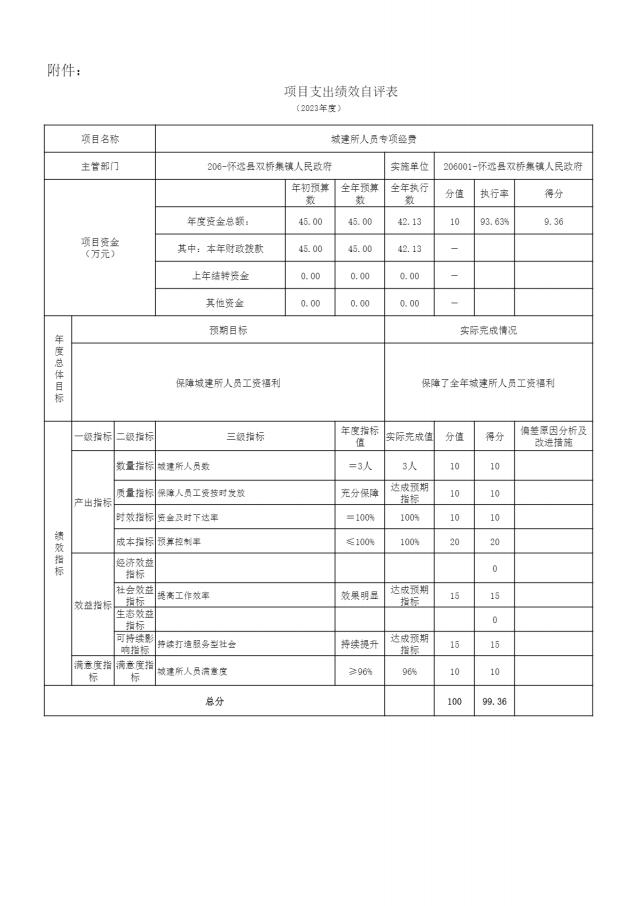 附件：
项目支出绩效自评表
（2023年度）
项目名称 城建所人员专项经费
主管部门 206-怀远县双桥集镇人民政府 实施单位 206001-怀远县双桥集镇人民政府
项目资金（万元） 年初预算数 全年预算数 全年执行数 分值 执行率 得分
年度资金总额： 45.00 45.00 42.13 10 93.63% 9.36
其中：本年财政拨款 45.00 45.00 42.13 －
上年结转资金 0.00 0.00 0.00 －
其他资金 0.00 0.00 0.00 －
年度总体目标 预期目标 实际完成情况
保障城建所人员工资福利 保障了全年城建所人员工资福利
绩效指标 一级指标 二级指标 三级指标 年度指标值 实际完成值 分值 得分 偏差原因分析及改进措施
产出指标 数量指标 城建所人员数 ＝3人 3人 10 10
质量指标 保障人员工资按时发放 充分保障 达成预期指标 10 10
时效指标 资金及时下达率 ＝100% 100% 10 10
成本指标 预算控制率 ≤100% 100% 20 20
效益指标 经济效益指标 0
社会效益指标 提高工作效率 效果明显 达成预期指标 15 15
生态效益指标 0
可持续影响指标 持续打造服务型社会 持续提升 达成预期指标 15 15
满意度指标 满意度指标 城建所人员满意度 ≥96% 96% 10 10
总分 100 99.36